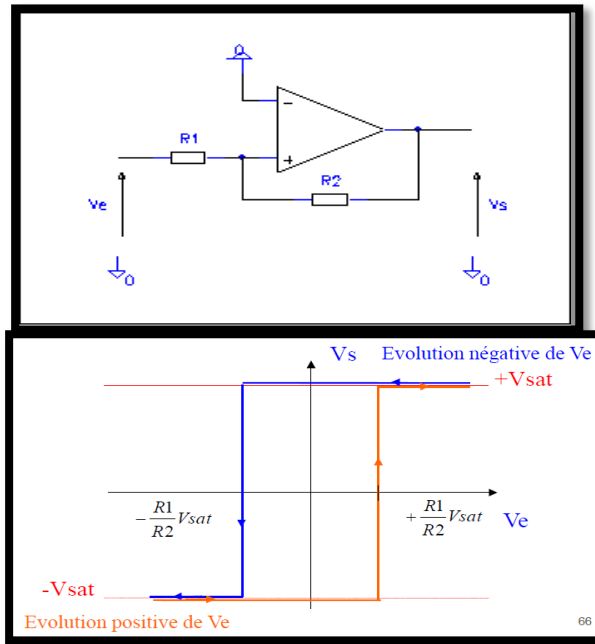 0
R1
−
+
R2
Ve
Vs
0
0
Vs
Evolution négative de Ve
+Vsat
−R1/R2 Vsat
+R1/R2 Vsat
Ve
-Vsat
Evolution positive de Ve
66